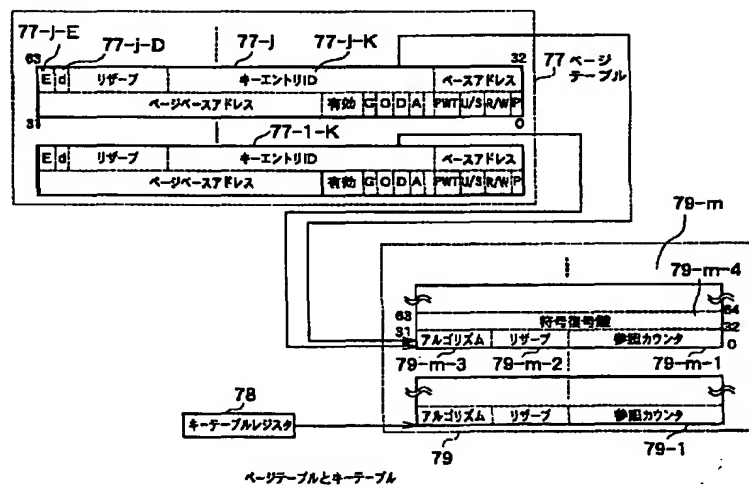 77-j-E
77-j-D
77-j
77-j-K
63
32
77 ページテーブル
E d リザーブ キーエントリID ベースアドレス
ページベースアドレス 有効 G O D A PWT U/S R/W P
31
0
77-1-K
E d リザーブ キーエントリID ベースアドレス
ページベースアドレス 有効 G O D A PWT U/S R/W P
79-m
79-m-4
64
63
符号復号鍵
32
31
アルゴリズム リザーブ 参照カウンタ
0
79-m-3
79-m-2
79-m-1
78
キーテーブルレジスタ
アルゴリズム リザーブ 参照カウンタ
79
79-1
ページテーブルとキーテーブル